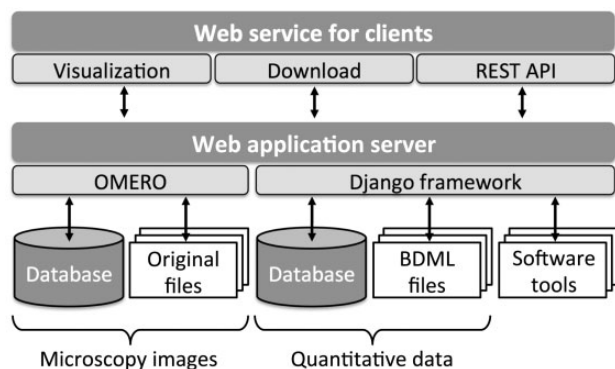 Web service for clients
Visualization
Download
REST API
Web application server
OMERO
Django framework
Database
Original
files
Database
BDML
files
Software
tools
Microscopy images
Quantitative data